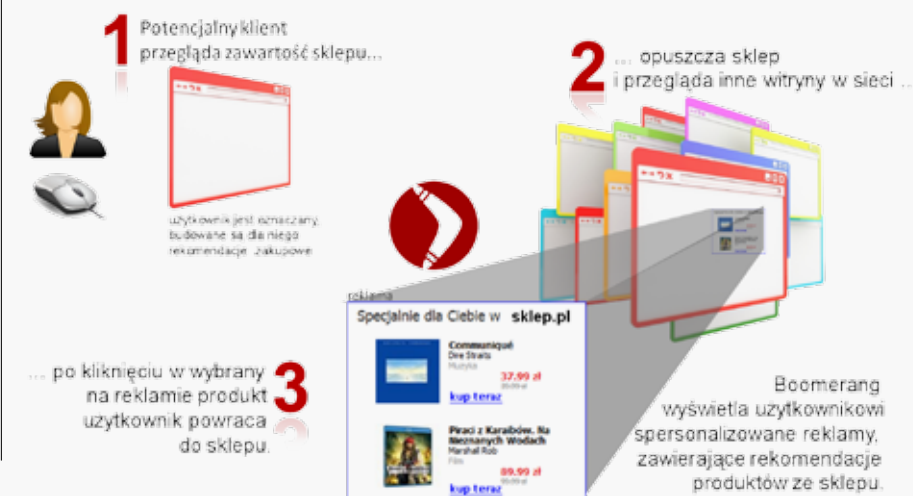 1
Potencjalny klient
przegląda zawartość sklepu...
użytkownik jest oznaczany,
budowane są dla niego
rekomendacje zakupowe
2
... opuszcza sklep
i przegląda inne witryny w sieci ...
reklama
Specjalnie dla Ciebie w sklep.pl
Communiqué
Dire Straits
Muzyka
37.99 zł
kup teraz
Piraci z Karaibów. Na
Nieznanych Wodach
Marshall Rob
Film
89.99 zł
kup teraz
3
... po kliknięciu w wybrany
na reklamie produkt
użytkownik powraca
do sklepu.
Boomerang
wyświetla użytkownikowi
spersonalizowane reklamy,
zawierające rekomendacje
produktów ze sklepu.